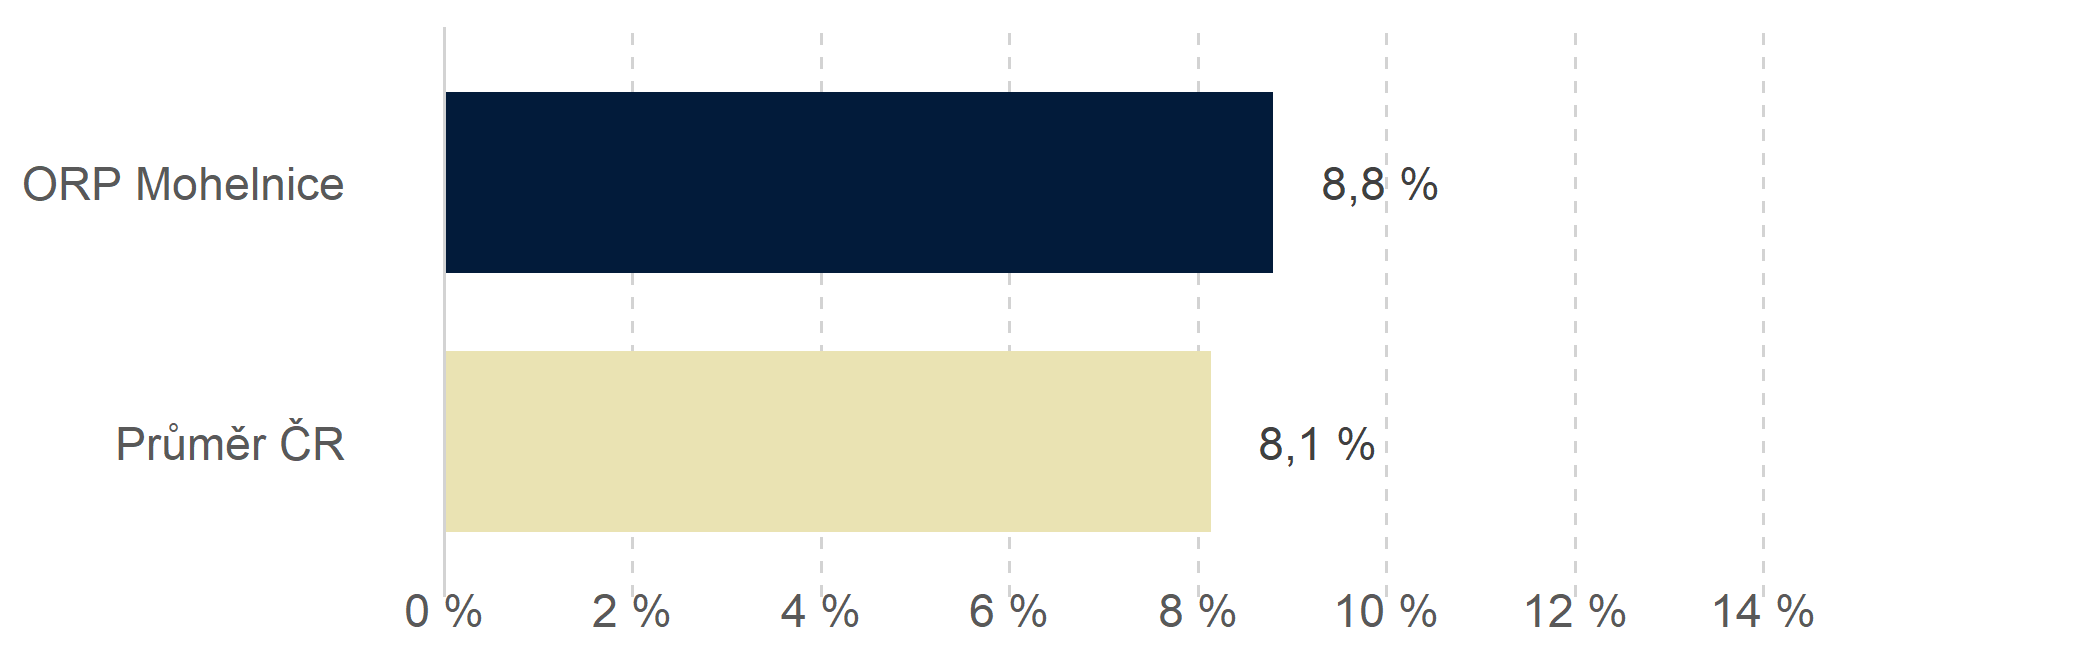 ORP Mohelnice
8,8 %
Průměr ČR
8,1 %
0 % 2 % 4 % 6 % 8 % 10 % 12 % 14 %